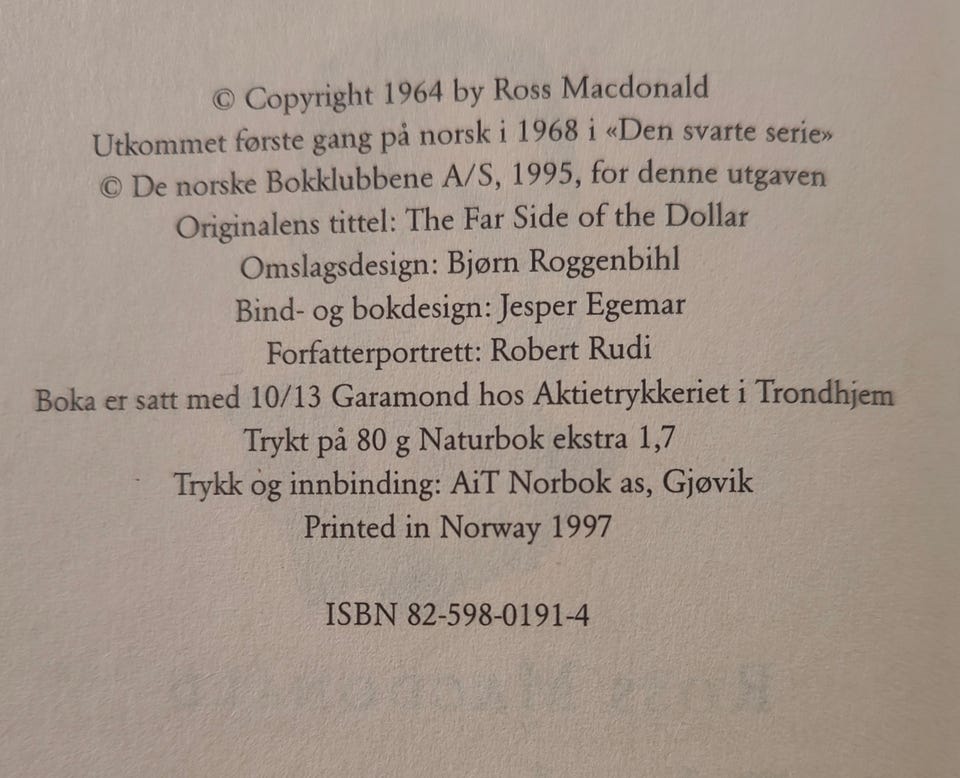 © Copyright 1964 by Ross Macdonald
Utkommet første gang på norsk i 1968 i «Den svarte serie»
© De norske Bokklubbene A/S, 1995, for denne utgaven
Originalens tittel: The Far Side of the Dollar
Omslagsdesign: Bjørn Roggenbihl
Bind- og bokdesign: Jesper Egemar
Forfatterportrett: Robert Rudi
Boka er satt med 10/13 Garamond hos Aktietrykkeriet i Trondhjem
Trykt på 80 g Naturbok ekstra 1,7
Trykk og innbinding: AiT Norbok as, Gjøvik
Printed in Norway 1997
ISBN 82-598-0191-4
Ross Macdonald